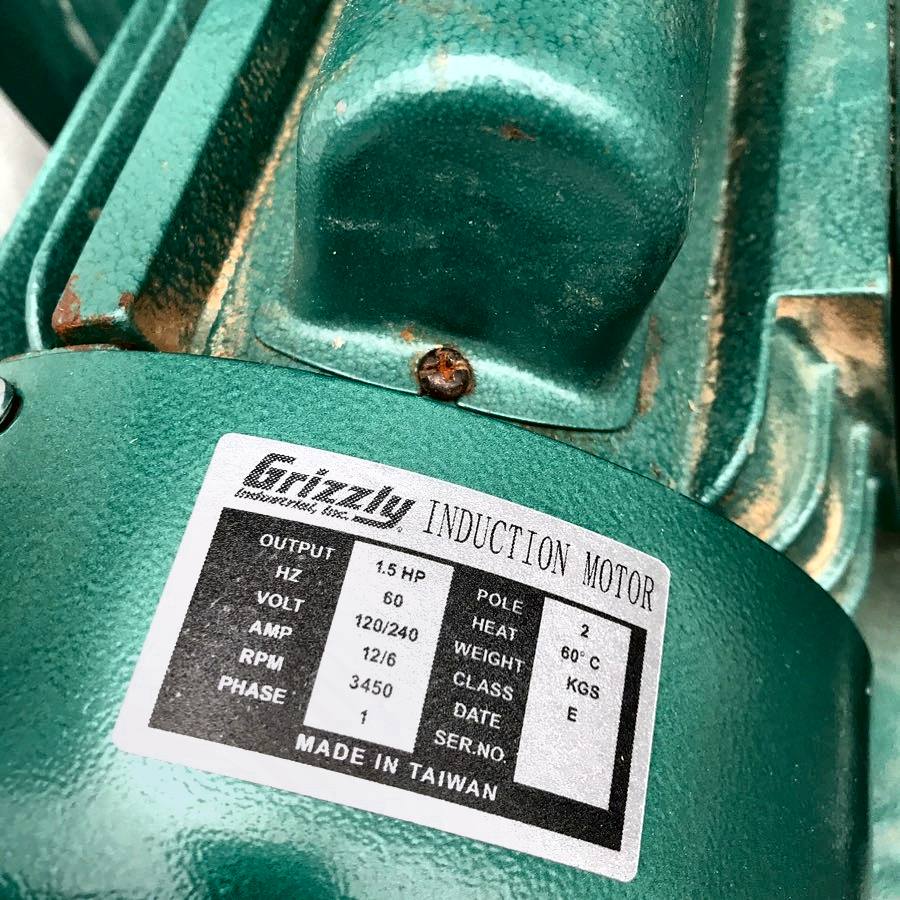 Grizzly
Industrial, Inc.
INDUCTION MOTOR
OUTPUT 1.5 HP
HZ 60
VOLT 120/240
AMP 12/6
RPM 3450
PHASE 1
POLE 2
HEAT 60° C
WEIGHT KGS
CLASS E
DATE
SER.NO.
MADE IN TAIWAN